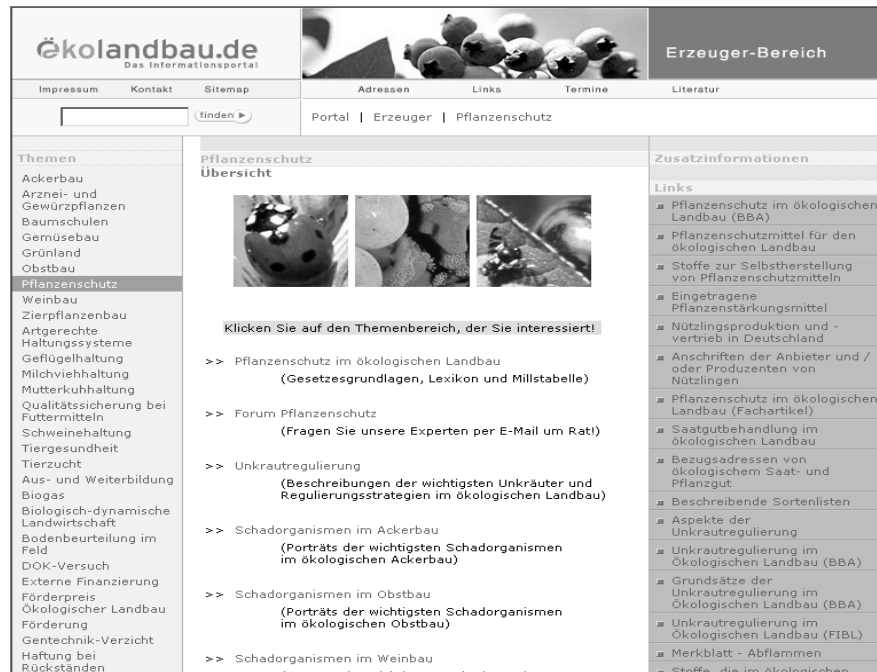 ökolandbau.de
Das Informationsportal
Erzeuger-Bereich
Impressum Kontakt Sitemap Adressen Links Termine Literatur
finden
Portal | Erzeuger | Pflanzenschutz
Themen
Ackerbau
Arznei- und
Gewürzpflanzen
Baumschulen
Gemüsebau
Grünland
Obstbau
Pflanzenschutz
Weinbau
Zierpflanzenbau
Artgerechte
Haltungssysteme
Geflügelhaltung
Milchviehhaltung
Mutterkuhhaltung
Qualitätssicherung bei
Futtermitteln
Schweinehaltung
Tiergesundheit
Tierzucht
Aus- und Weiterbildung
Biogas
Biologisch-dynamische
Landwirtschaft
Bodenbeurteilung im
Feld
DOK-Versuch
Externe Finanzierung
Förderpreis
Ökologischer Landbau
Förderung
Gentechnik-Verzicht
Haftung bei
Rückständen
Pflanzenschutz
Übersicht
Klicken Sie auf den Themenbereich, der Sie interessiert!
>> Pflanzenschutz im ökologischen Landbau
(Gesetzesgrundlagen, Lexikon und Millstabelle)
>> Forum Pflanzenschutz
(Fragen Sie unsere Experten per E-Mail um Rat!)
>> Unkrautregulierung
(Beschreibungen der wichtigsten Unkräuter und
Regulierungsstrategien im ökologischen Landbau)
>> Schadorganismen im Ackerbau
(Porträts der wichtigsten Schadorganismen
im ökologischen Ackerbau)
>> Schadorganismen im Obstbau
(Porträts der wichtigsten Schadorganismen
im ökologischen Obstbau)
>> Schadorganismen im Weinbau
Zusatzinformationen
Links
Pflanzenschutz im ökologischen
Landbau (BBA)
Pflanzenschutzmittel für den
ökologischen Landbau
Stoffe zur Selbstherstellung
von Pflanzenschutzmitteln
Eingetragene
Pflanzenstärkungsmittel
Nützlingsproduktion und -
vertrieb in Deutschland
Anschriften der Anbieter und /
oder Produzenten von
Nützlingen
Pflanzenschutz im ökologischen
Landbau (Fachartikel)
Saatgutbehandlung im
ökologischen Landbau
Bezugsadressen von
ökologischem Saat- und
Pflanzgut
Beschreibende Sortenlisten
Aspekte der
Unkrautregulierung
Unkrautregulierung im
Ökologischen Landbau (BBA)
Grundsätze der
Unkrautregulierung im
Ökologischen Landbau (BBA)
Unkrautregulierung im
Ökologischen Landbau (FIBL)
Merkblatt - Abflammen
Stoffe, die im ökologischen